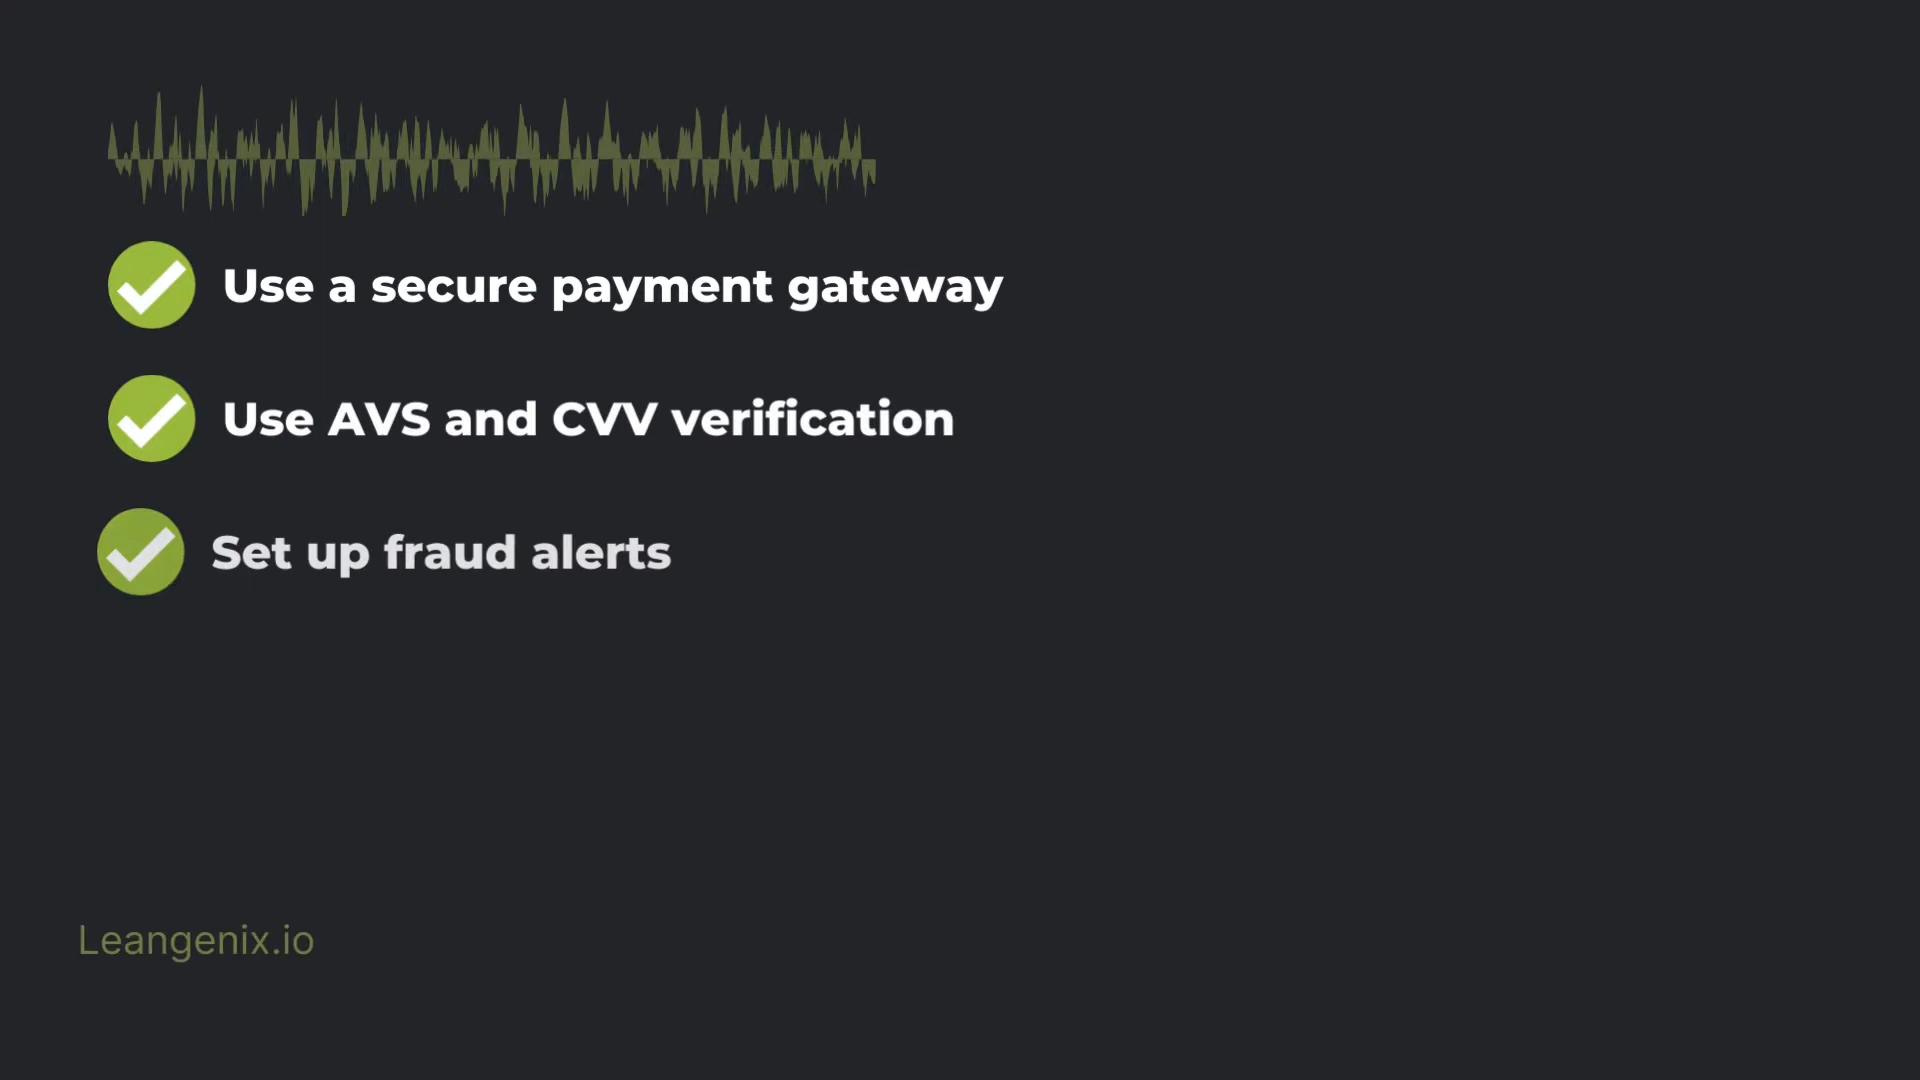 Use a secure payment gateway
Use AVS and CVV verification
Set up fraud alerts
Leangenix.io